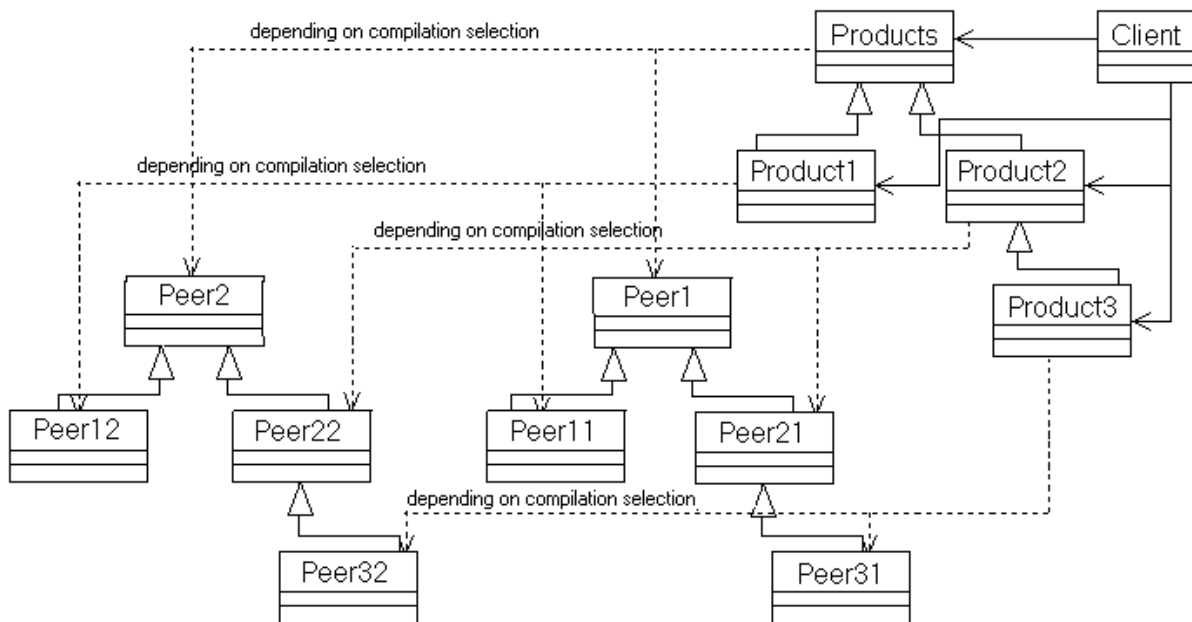 depending on compilation selection
Products
Client
depending on compilation selection
Product1
Product2
depending on compilation selection
Peer2
Peer1
Product3
Peer12
Peer22
Peer11
Peer21
depending on compilation selection
Peer32
Peer31